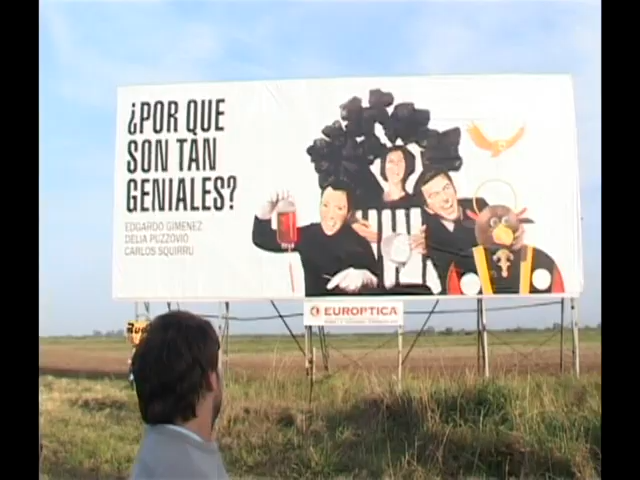 ¿POR QUE
SON TAN
GENIALES?
EDGARDO GIMENEZ
DELIA PUZZOVIO
CARLOS SQUIRRU
EUROPTICA